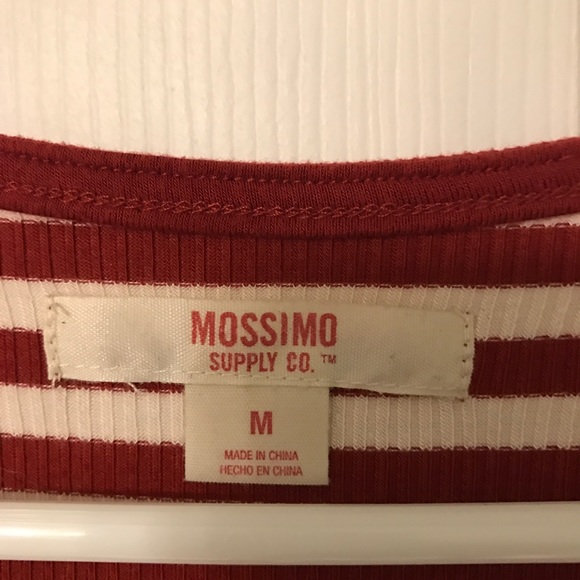 MOSSIMO
SUPPLY CO.™
M
MADE IN CHINA
HECHO EN CHINA